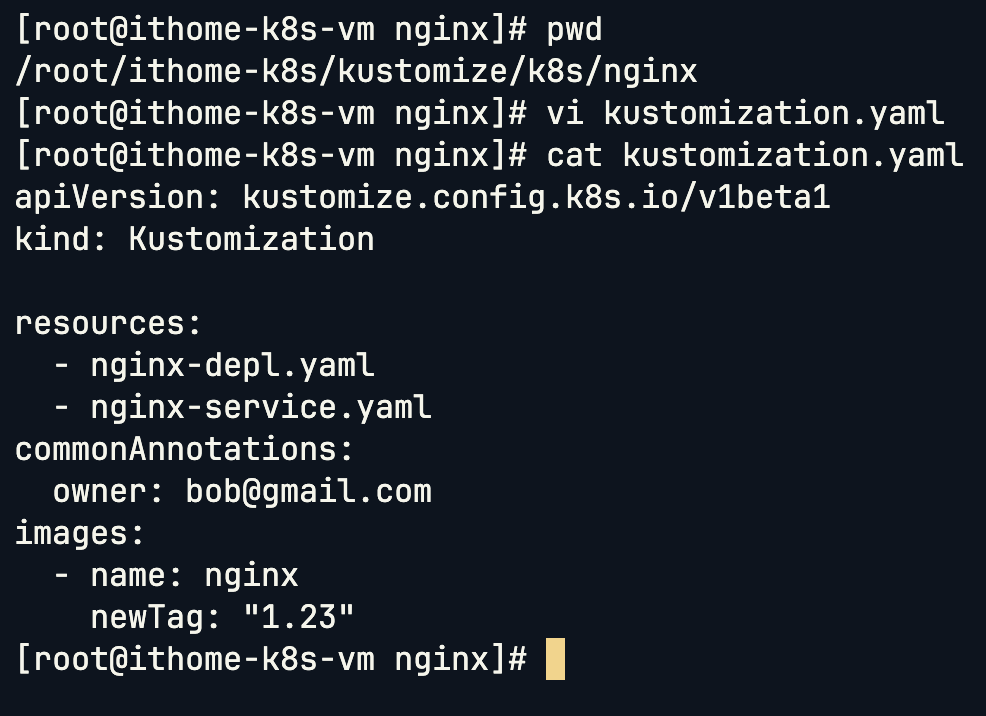 [root@ithome-k8s-vm nginx]# pwd
/root/ithome-k8s/kustomize/k8s/nginx
[root@ithome-k8s-vm nginx]# vi kustomization.yaml
[root@ithome-k8s-vm nginx]# cat kustomization.yaml
apiVersion: kustomize.config.k8s.io/v1beta1
kind: Kustomization

resources:
  - nginx-depl.yaml
  - nginx-service.yaml
commonAnnotations:
  owner: bob@gmail.com
images:
  - name: nginx
    newTag: "1.23"
[root@ithome-k8s-vm nginx]#